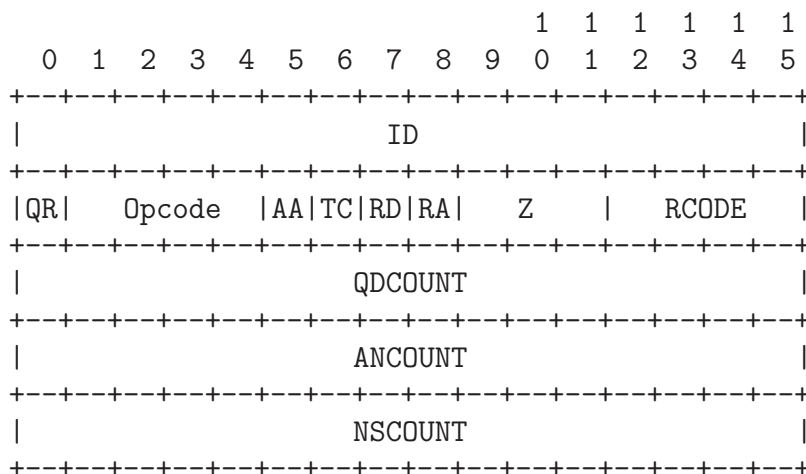 1  1  1  1  1  1
  0  1  2  3  4  5  6  7  8  9  0  1  2  3  4  5
+--+--+--+--+--+--+--+--+--+--+--+--+--+--+--+--+
|                      ID                       |
+--+--+--+--+--+--+--+--+--+--+--+--+--+--+--+--+
|QR|   Opcode  |AA|TC|RD|RA|   Z    |   RCODE   |
+--+--+--+--+--+--+--+--+--+--+--+--+--+--+--+--+
|                    QDCOUNT                    |
+--+--+--+--+--+--+--+--+--+--+--+--+--+--+--+--+
|                    ANCOUNT                    |
+--+--+--+--+--+--+--+--+--+--+--+--+--+--+--+--+
|                    NSCOUNT                    |
+--+--+--+--+--+--+--+--+--+--+--+--+--+--+--+--+